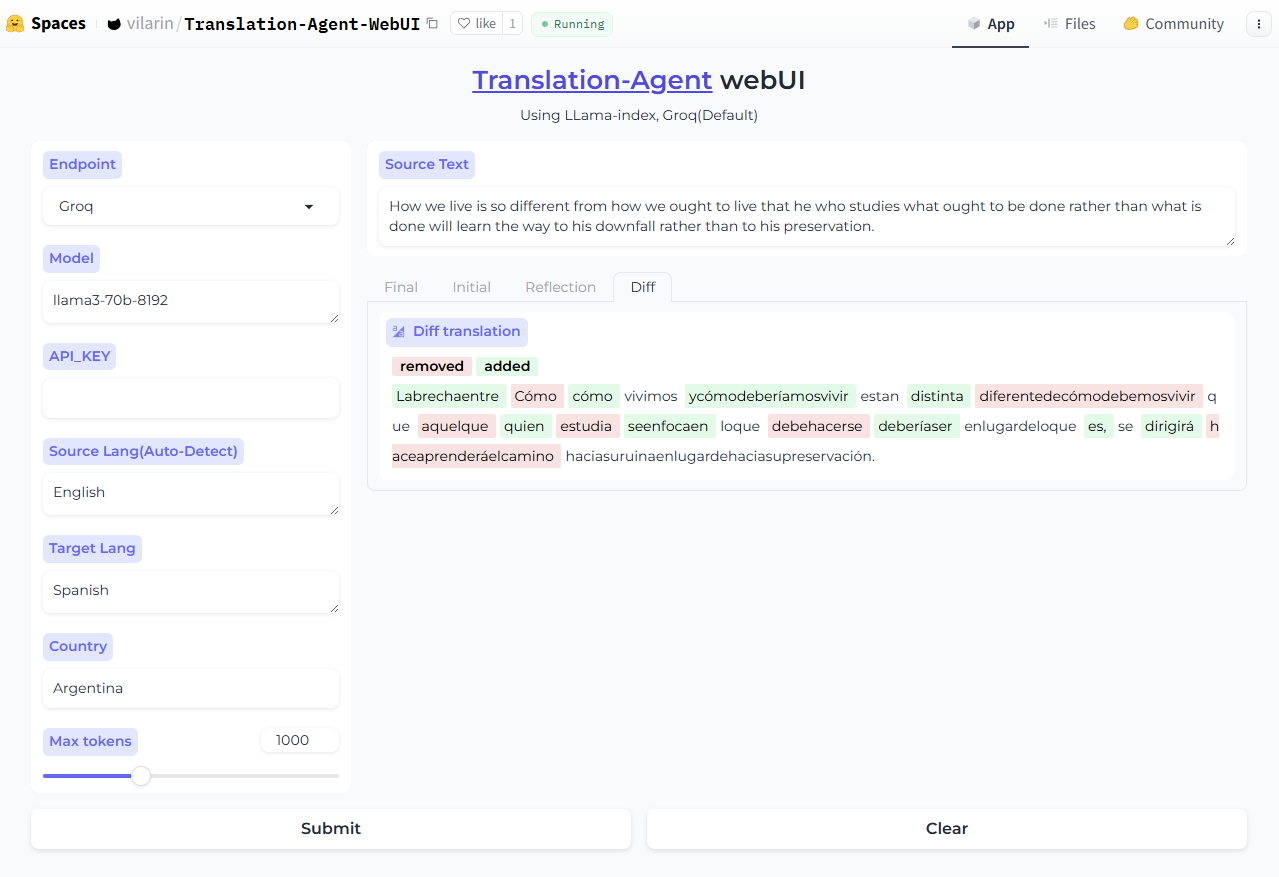 Spaces vilarin/Translation-Agent-WebUI like 1 Running App Files Community
Translation-Agent webUI
Using LLama-index, Groq(Default)
Endpoint
Groq
Model
llama3-70b-8192
API_KEY
Source Lang(Auto-Detect)
English
Target Lang
Spanish
Country
Argentina
Max tokens 1000
Source Text
How we live is so different from how we ought to live that he who studies what ought to be done rather than what is
done will learn the way to his downfall rather than to his preservation.
Final Initial Reflection Diff
Diff translation
removed added
Labrechaentre Cómo cómo vivimos ycómodeberíamosvivir estan distinta diferentedecómodebemosvivir q
ue aquelque quien estudia seenfocaen loque debehacerse deberíaser enlugardeloque es, se dirigirá h
aceaprenderáelcamino haciasuruinaenlugardehaciasupreservación.
Submit Clear